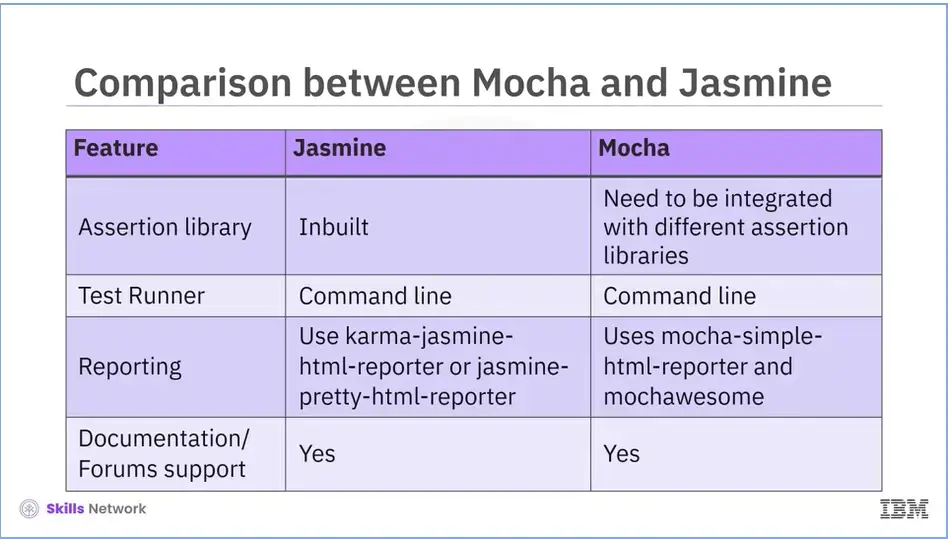 Comparison between Mocha and Jasmine
Feature
Jasmine
Mocha
Assertion library
Inbuilt
Need to be integrated
with different assertion
libraries
Test Runner
Command line
Command line
Reporting
Use karma-jasmine-
html-reporter or jasmine-
pretty-html-reporter
Uses mocha-simple-
html-reporter and
mochawesome
Documentation/
Forums support
Yes
Yes
Skills Network
IBM